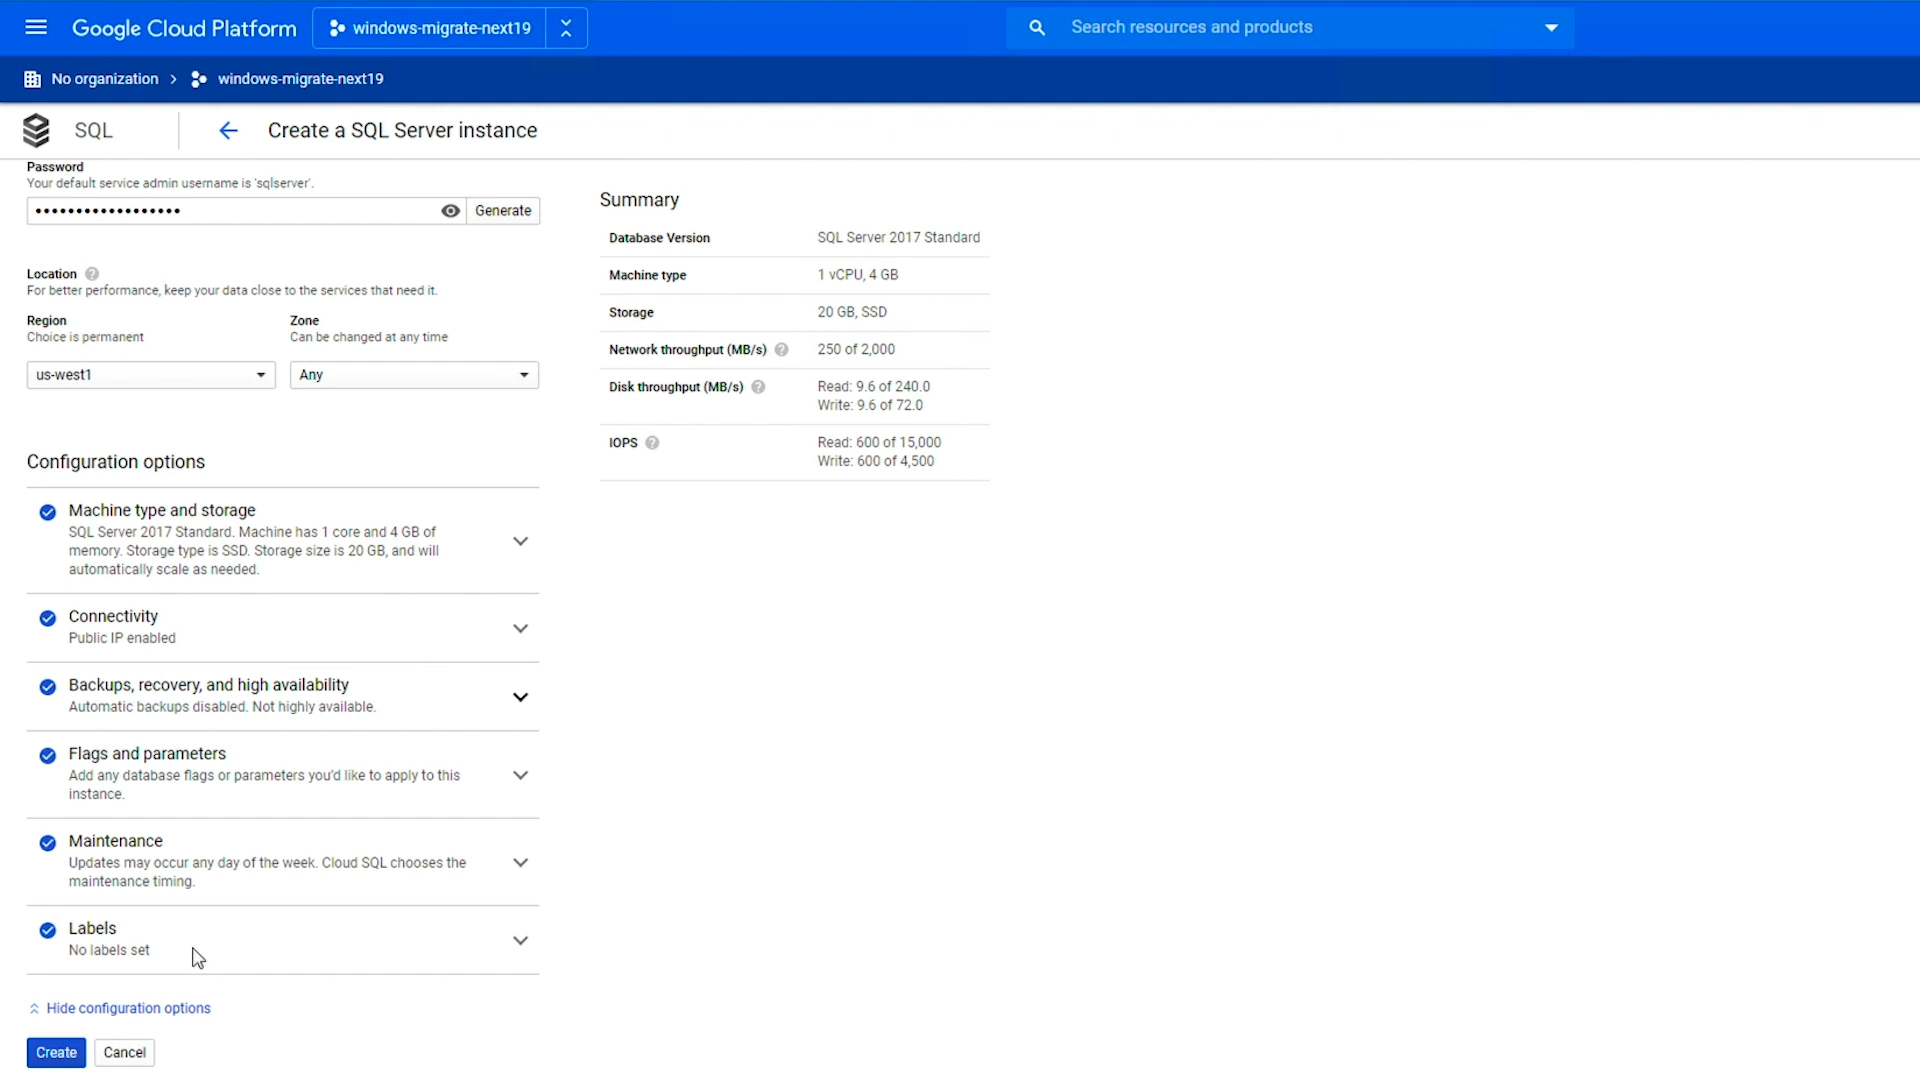 Google Cloud Platform
windows-migrate-next19
Search resources and products
No organization
windows-migrate-next19
SQL
Create a SQL Server instance
Password
Your default service admin username is 'sqlserver'.
••••••••••••••••••
Generate
Location
For better performance, keep your data close to the services that need it.
Region
Choice is permanent
Zone
Can be changed at any time
us-west1
Any
Configuration options
Machine type and storage
SQL Server 2017 Standard. Machine has 1 core and 4 GB of
memory. Storage type is SSD. Storage size is 20 GB, and will
automatically scale as needed.
Connectivity
Public IP enabled
Backups, recovery, and high availability
Automatic backups disabled. Not highly available.
Flags and parameters
Add any database flags or parameters you'd like to apply to this
instance.
Maintenance
Updates may occur any day of the week. Cloud SQL chooses the
maintenance timing.
Labels
No labels set
Hide configuration options
Create
Cancel
Summary
Database Version SQL Server 2017 Standard
Machine type 1 vCPU, 4 GB
Storage 20 GB, SSD
Network throughput (MB/s) 250 of 2,000
Disk throughput (MB/s) Read: 9.6 of 240.0
Write: 9.6 of 72.0
IOPS Read: 600 of 15,000
Write: 600 of 4,500